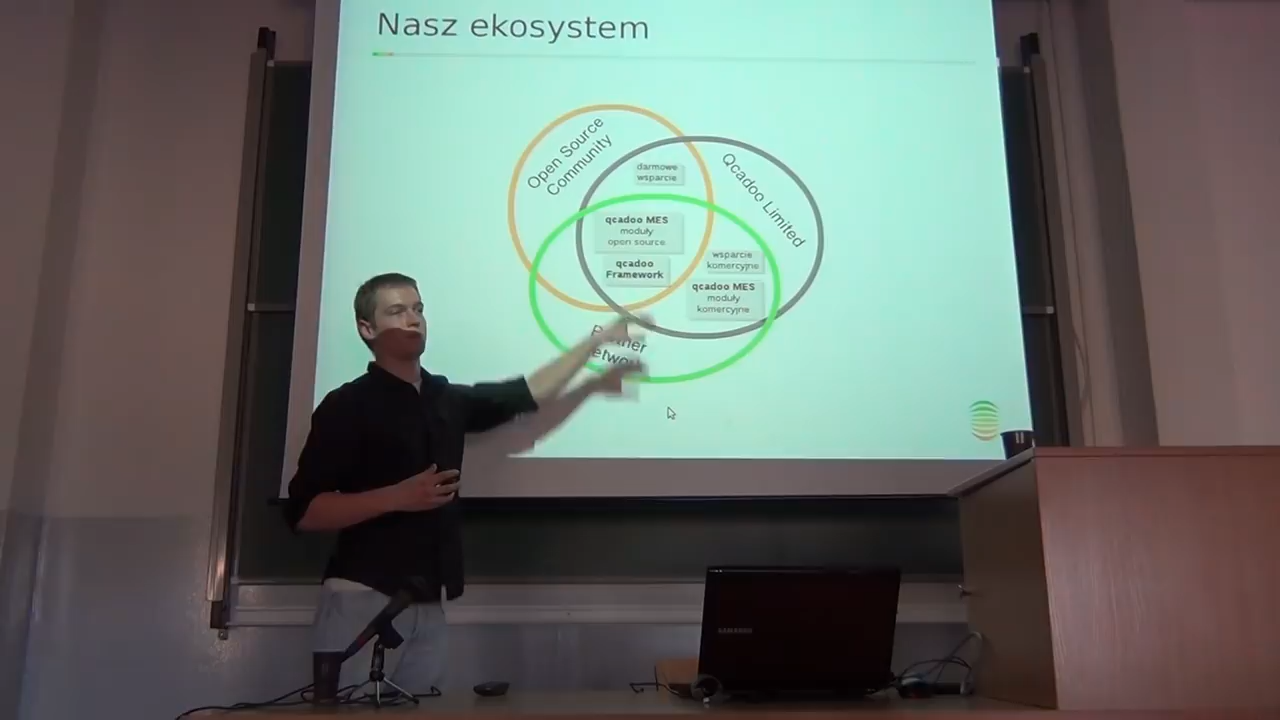 Nasz ekosystem
Open Source
Community
Qcadoo Limited
darmowe
wsparcie
qcadoo MES
moduły
open source
qcadoo
Framework
wsparcie
komercyjne
qcadoo MES
moduły
komercyjne
SAMSUNG